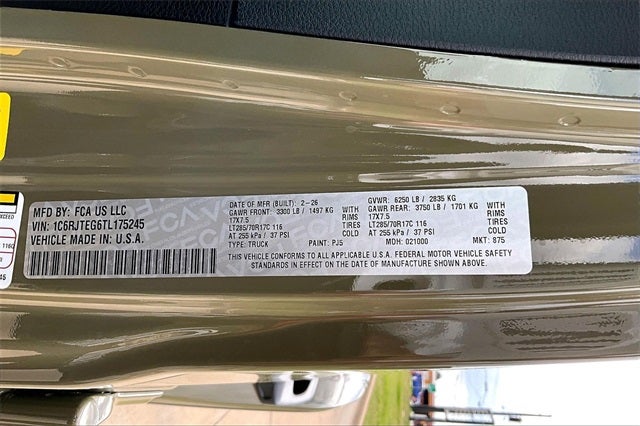 MFD BY: FCA US LLC
VIN: 1C6RJTEG6TL175245
VEHICLE MADE IN: U.S.A.
DATE OF MFR (BUILT): 2-26
GVWR: 6250 LB / 2835 KG
GAWR FRONT: 3300 LB / 1497 KG WITH
GAWR REAR: 3750 LB / 1701 KG WITH
17X7.5 RIMS
17X7.5 RIMS
LT285/70R17C 116 TIRES
LT285/70R17C 116 TIRES
AT 255 kPa / 37 PSI COLD
AT 255 kPa / 37 PSI COLD
TYPE: TRUCK PAINT: PJ5 MDH: 021000 MKT: 875
THIS VEHICLE CONFORMS TO ALL APPLICABLE U.S.A. FEDERAL MOTOR VEHICLE SAFETY
STANDARDS IN EFFECT ON THE DATE OF MANUFACTURE SHOWN ABOVE.
EXCEED